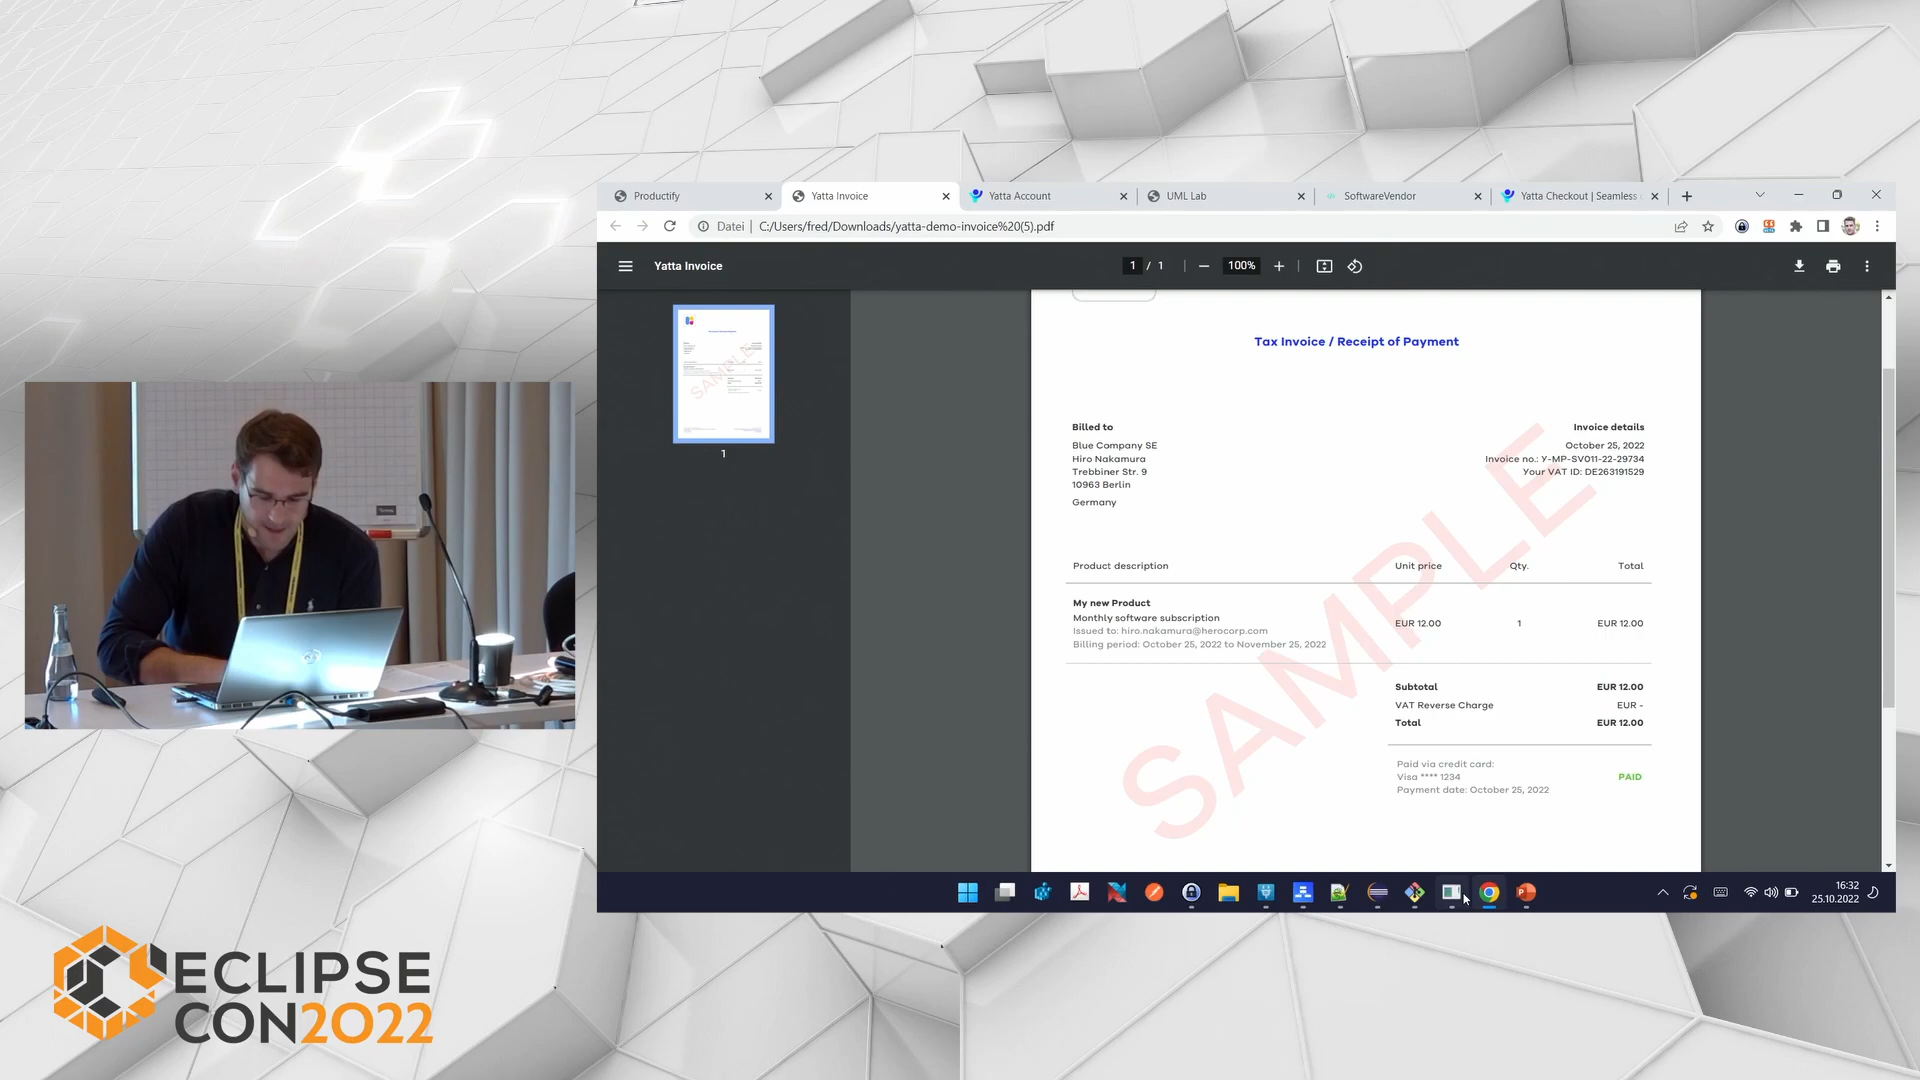 Productify
Yatta Invoice
Yatta Account
UML Lab
SoftwareVendor
Yatta Checkout | Seamless
Datei | C:/Users/fred/Downloads/yatta-demo-invoice%20(5).pdf
Yatta Invoice
1 / 1
100%
Tax Invoice / Receipt of Payment
Billed to
Blue Company SE
Hiro Nakamura
Trebbiner Str. 9
10963 Berlin
Germany
Invoice details
October 25, 2022
Invoice no.: Y-MP-SV011-22-29734
Your VAT ID: DE263191529
Product description Unit price Qty. Total
My new Product
Monthly software subscription
Issued to: hiro.nakamura@herocorp.com
Billing period: October 25, 2022 to November 25, 2022
EUR 12.00 1 EUR 12.00
Subtotal EUR 12.00
VAT Reverse Charge EUR -
Total EUR 12.00
Paid via credit card:
Visa **** 1234
Payment date: October 25, 2022
PAID
SAMPLE
SAMPLE
1
16:32
25.10.2022
ECLIPSE
CON2022